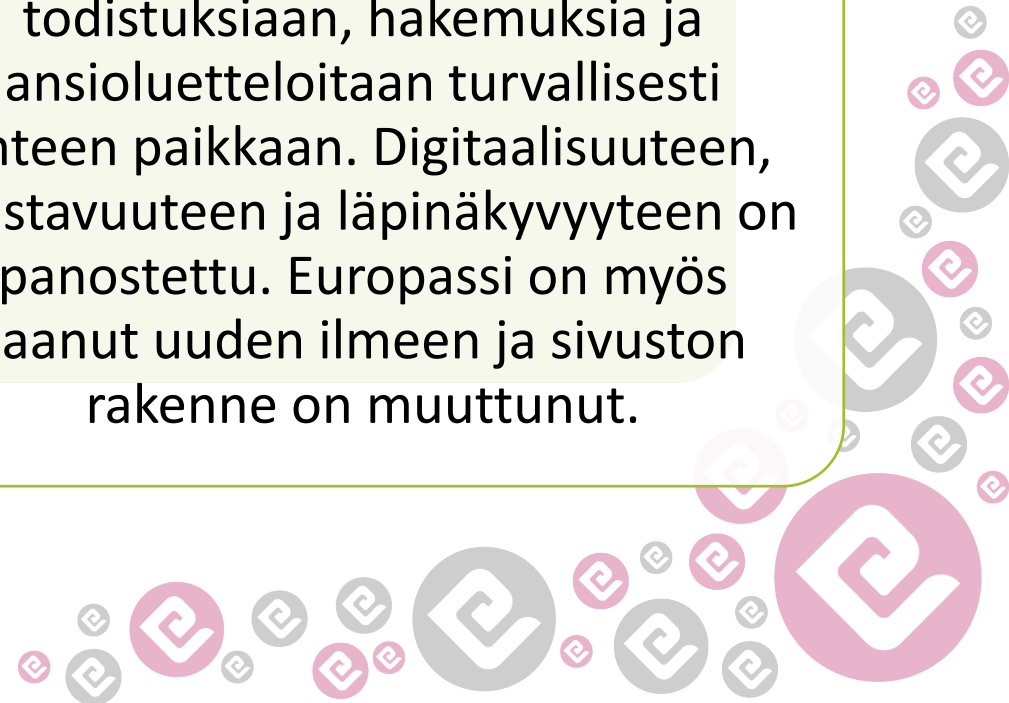 todistuksiaan, hakemuksia ja
ansioluetteloitaan turvallisesti
paikkaan. Digitaalisuuteen,
ja läpinäkyvyyteen on
panostettu. Europassi on myös
uuden ilmeen ja sivuston
rakenne on muuttunut.